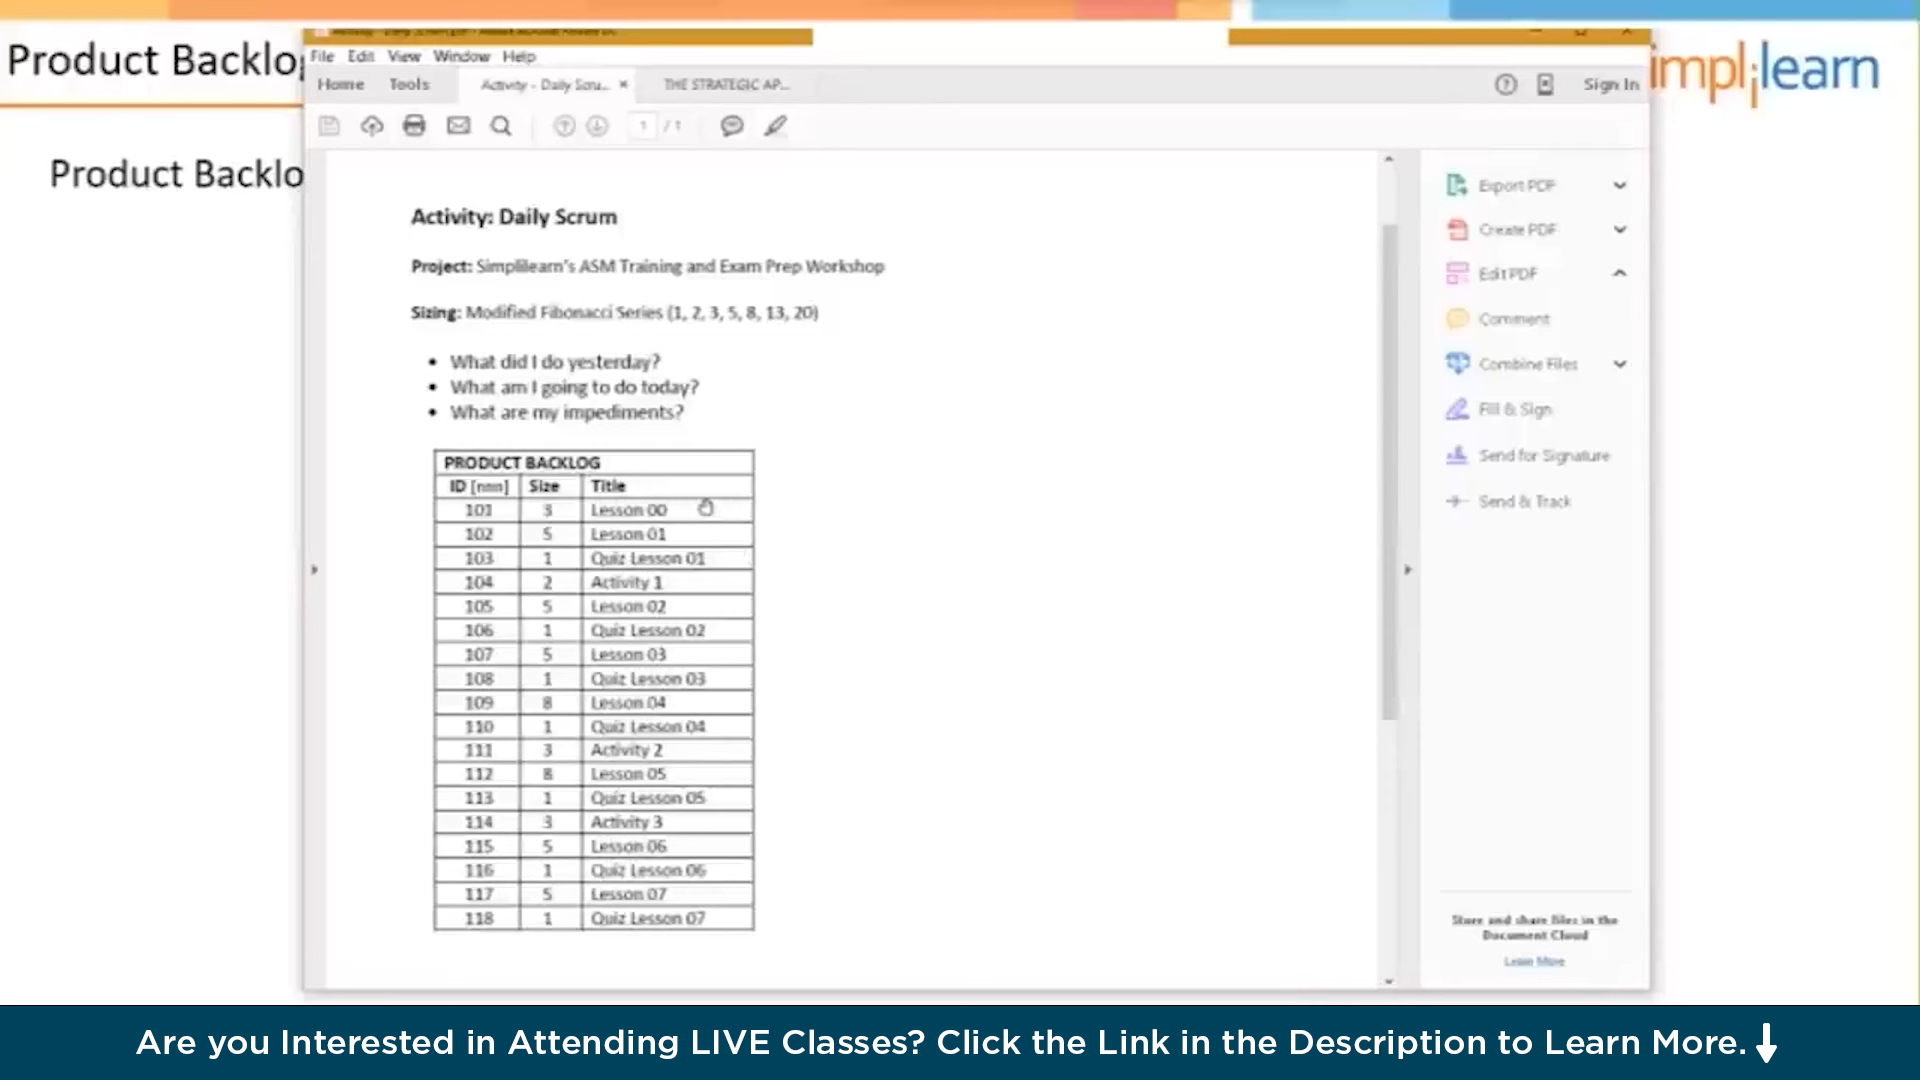 Product Backlog
simplilearn
File Edit View Window Help
Home Tools Activity - Daily Scru... × THE STRATEGIC AP... Sign In
1 / 1
Product Backlo
Activity: Daily Scrum
Project: Simplilearn's ASM Training and Exam Prep Workshop
Sizing: Modified Fibonacci Series (1, 2, 3, 5, 8, 13, 20)
• What did I do yesterday?
• What am I going to do today?
• What are my impediments?
PRODUCT BACKLOG
ID [nnn] Size Title
101 3 Lesson 00
102 5 Lesson 01
103 1 Quiz Lesson 01
104 2 Activity 1
105 5 Lesson 02
106 1 Quiz Lesson 02
107 5 Lesson 03
108 1 Quiz Lesson 03
109 8 Lesson 04
110 1 Quiz Lesson 04
111 3 Activity 2
112 8 Lesson 05
113 1 Quiz Lesson 05
114 3 Activity 3
115 5 Lesson 06
116 1 Quiz Lesson 06
117 5 Lesson 07
118 1 Quiz Lesson 07
Export PDF
Create PDF
Edit PDF
Comment
Combine Files
Fill & Sign
Send for Signature
Send & Track
Store and share files in the
Document Cloud
Learn More
Are you Interested in Attending LIVE Classes? Click the Link in the Description to Learn More.